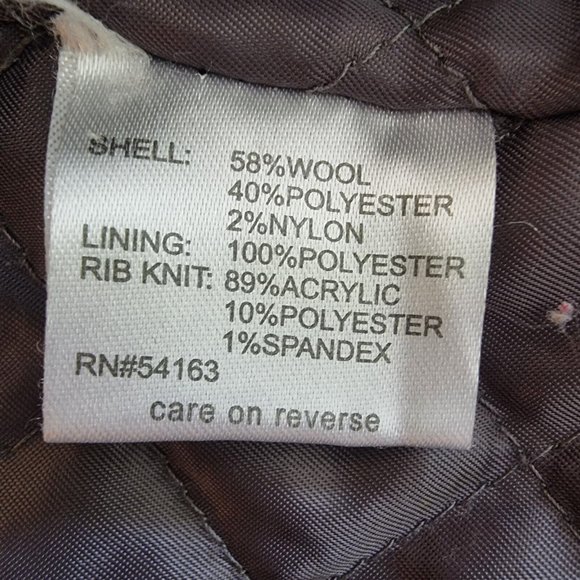 SHELL: 58%WOOL
40%POLYESTER
2%NYLON
LINING: 100%POLYESTER
RIB KNIT: 89%ACRYLIC
10%POLYESTER
1%SPANDEX
RN#54163
care on reverse